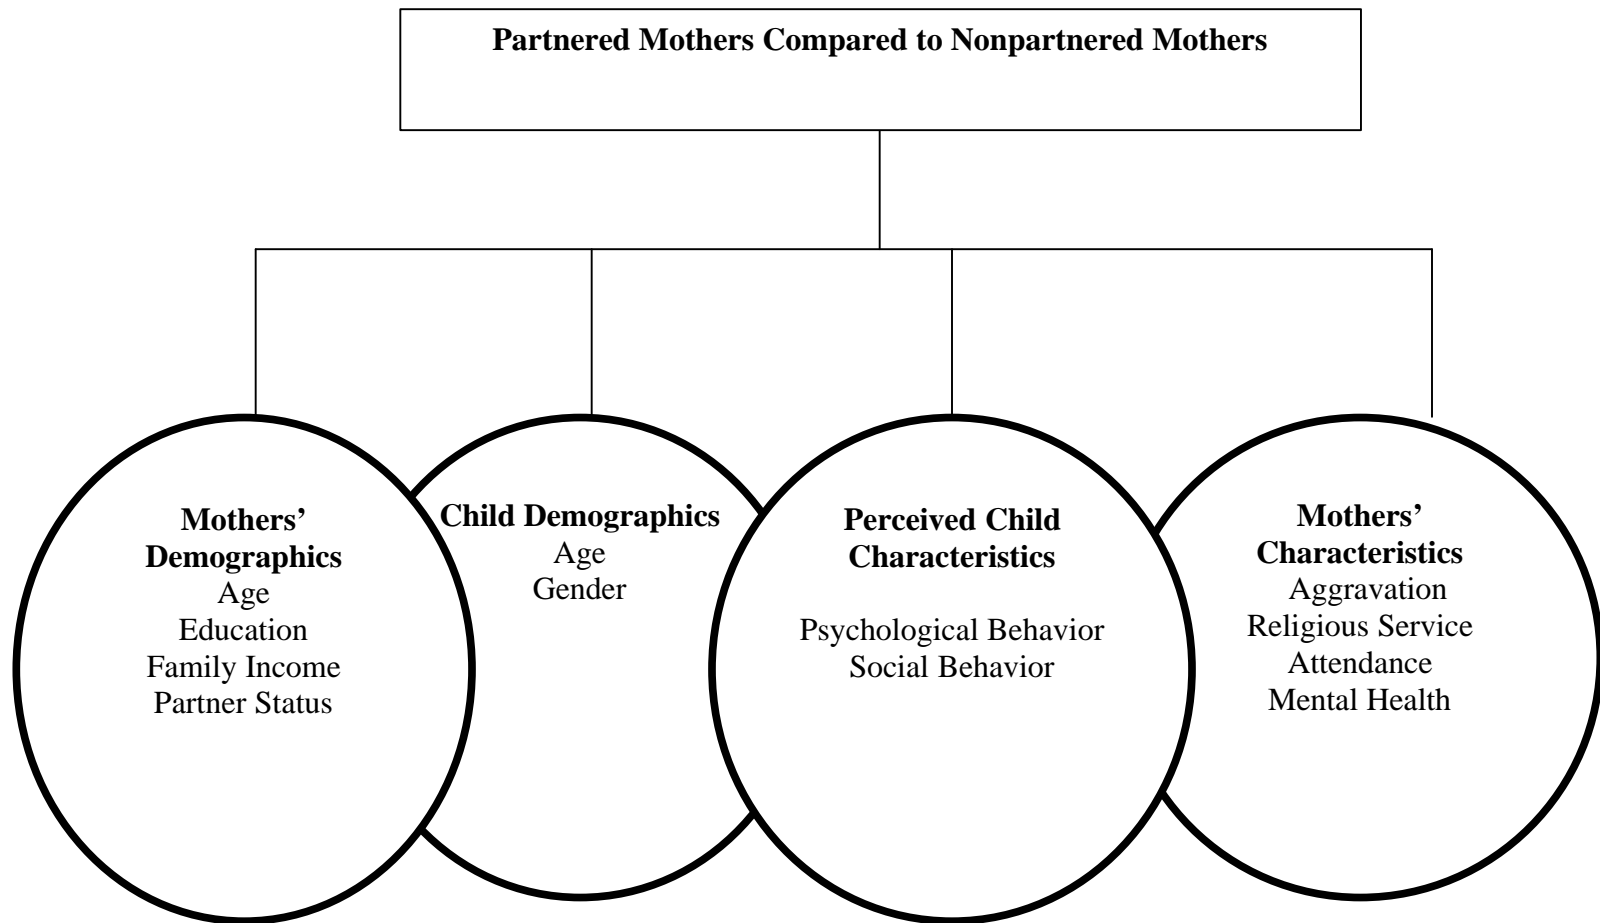 Partnered Mothers Compared to Nonpartnered Mothers
Mothers’
Demographics
Age
Education
Family Income
Partner Status
Child Demographics
Age
Gender
Perceived Child
Characteristics
Psychological Behavior
Social Behavior
Mothers’
Characteristics
Aggravation
Religious Service
Attendance
Mental Health